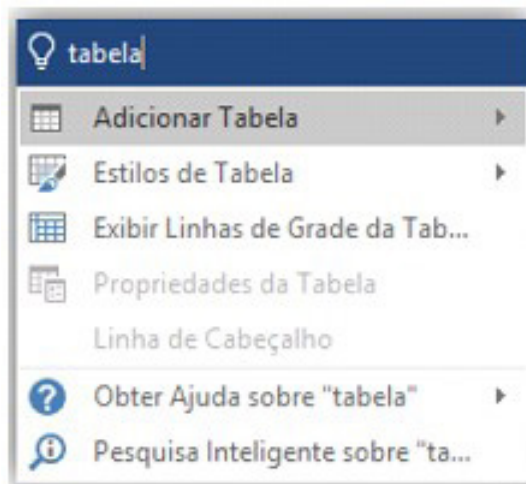 tabela
Adicionar Tabela
Estilos de Tabela
Exibir Linhas de Grade da Tab...
Propriedades da Tabela
Linha de Cabeçalho
Obter Ajuda sobre "tabela"
Pesquisa Inteligente sobre "ta...